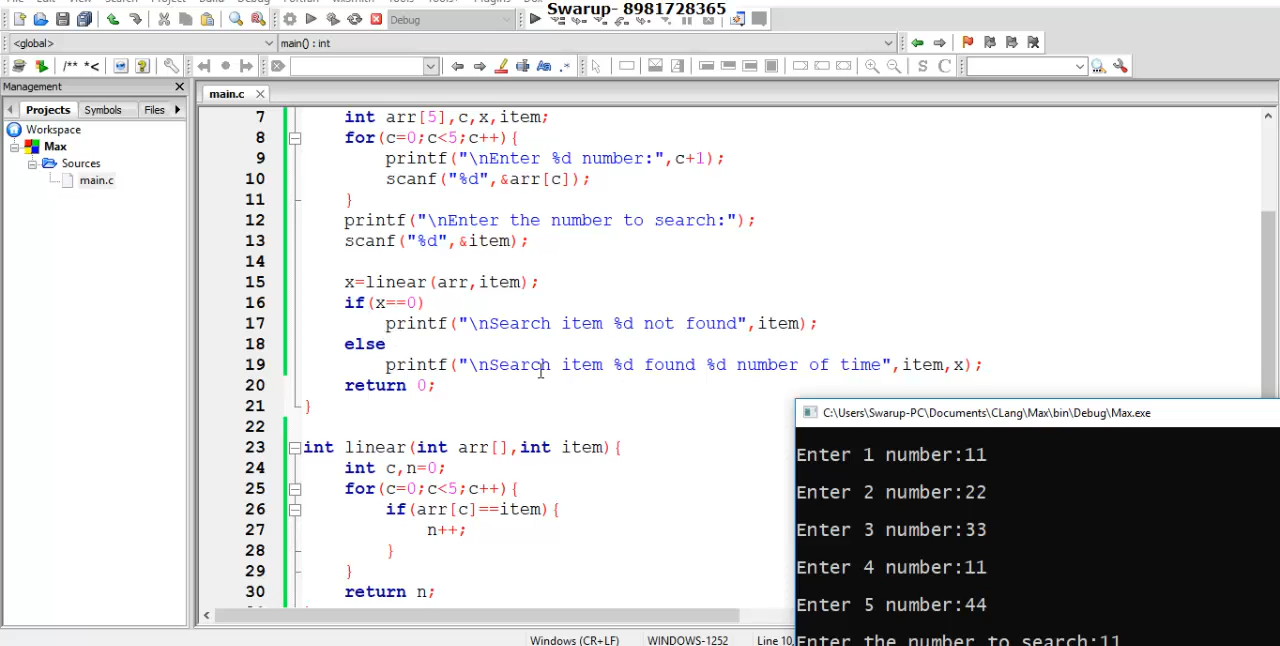 Swarup- 8981728365
Debug
<global>
main() : int
/** *<
Aa .*
S C
Management
main.c
Projects Symbols Files
Workspace
Max
Sources
main.c
7 int arr[5],c,x,item;
8 for(c=0;c<5;c++){
9 printf("\nEnter %d number:",c+1);
10 scanf("%d",&arr[c]);
11 }
12 printf("\nEnter the number to search:");
13 scanf("%d",&item);
14
15 x=linear(arr,item);
16 if(x==0)
17 printf("\nSearch item %d not found",item);
18 else
19 printf("\nSearch item %d found %d number of time",item,x);
20 return 0;
21 }
22
23 int linear(int arr[],int item){
24 int c,n=0;
25 for(c=0;c<5;c++){
26 if(arr[c]==item){
27 n++;
28 }
29 }
30 return n;
C:\Users\Swarup-PC\Documents\CLang\Max\bin\Debug\Max.exe
Enter 1 number:11
Enter 2 number:22
Enter 3 number:33
Enter 4 number:11
Enter 5 number:44
Enter the number to search:11
Windows (CR+LF) WINDOWS-1252 Line 10,